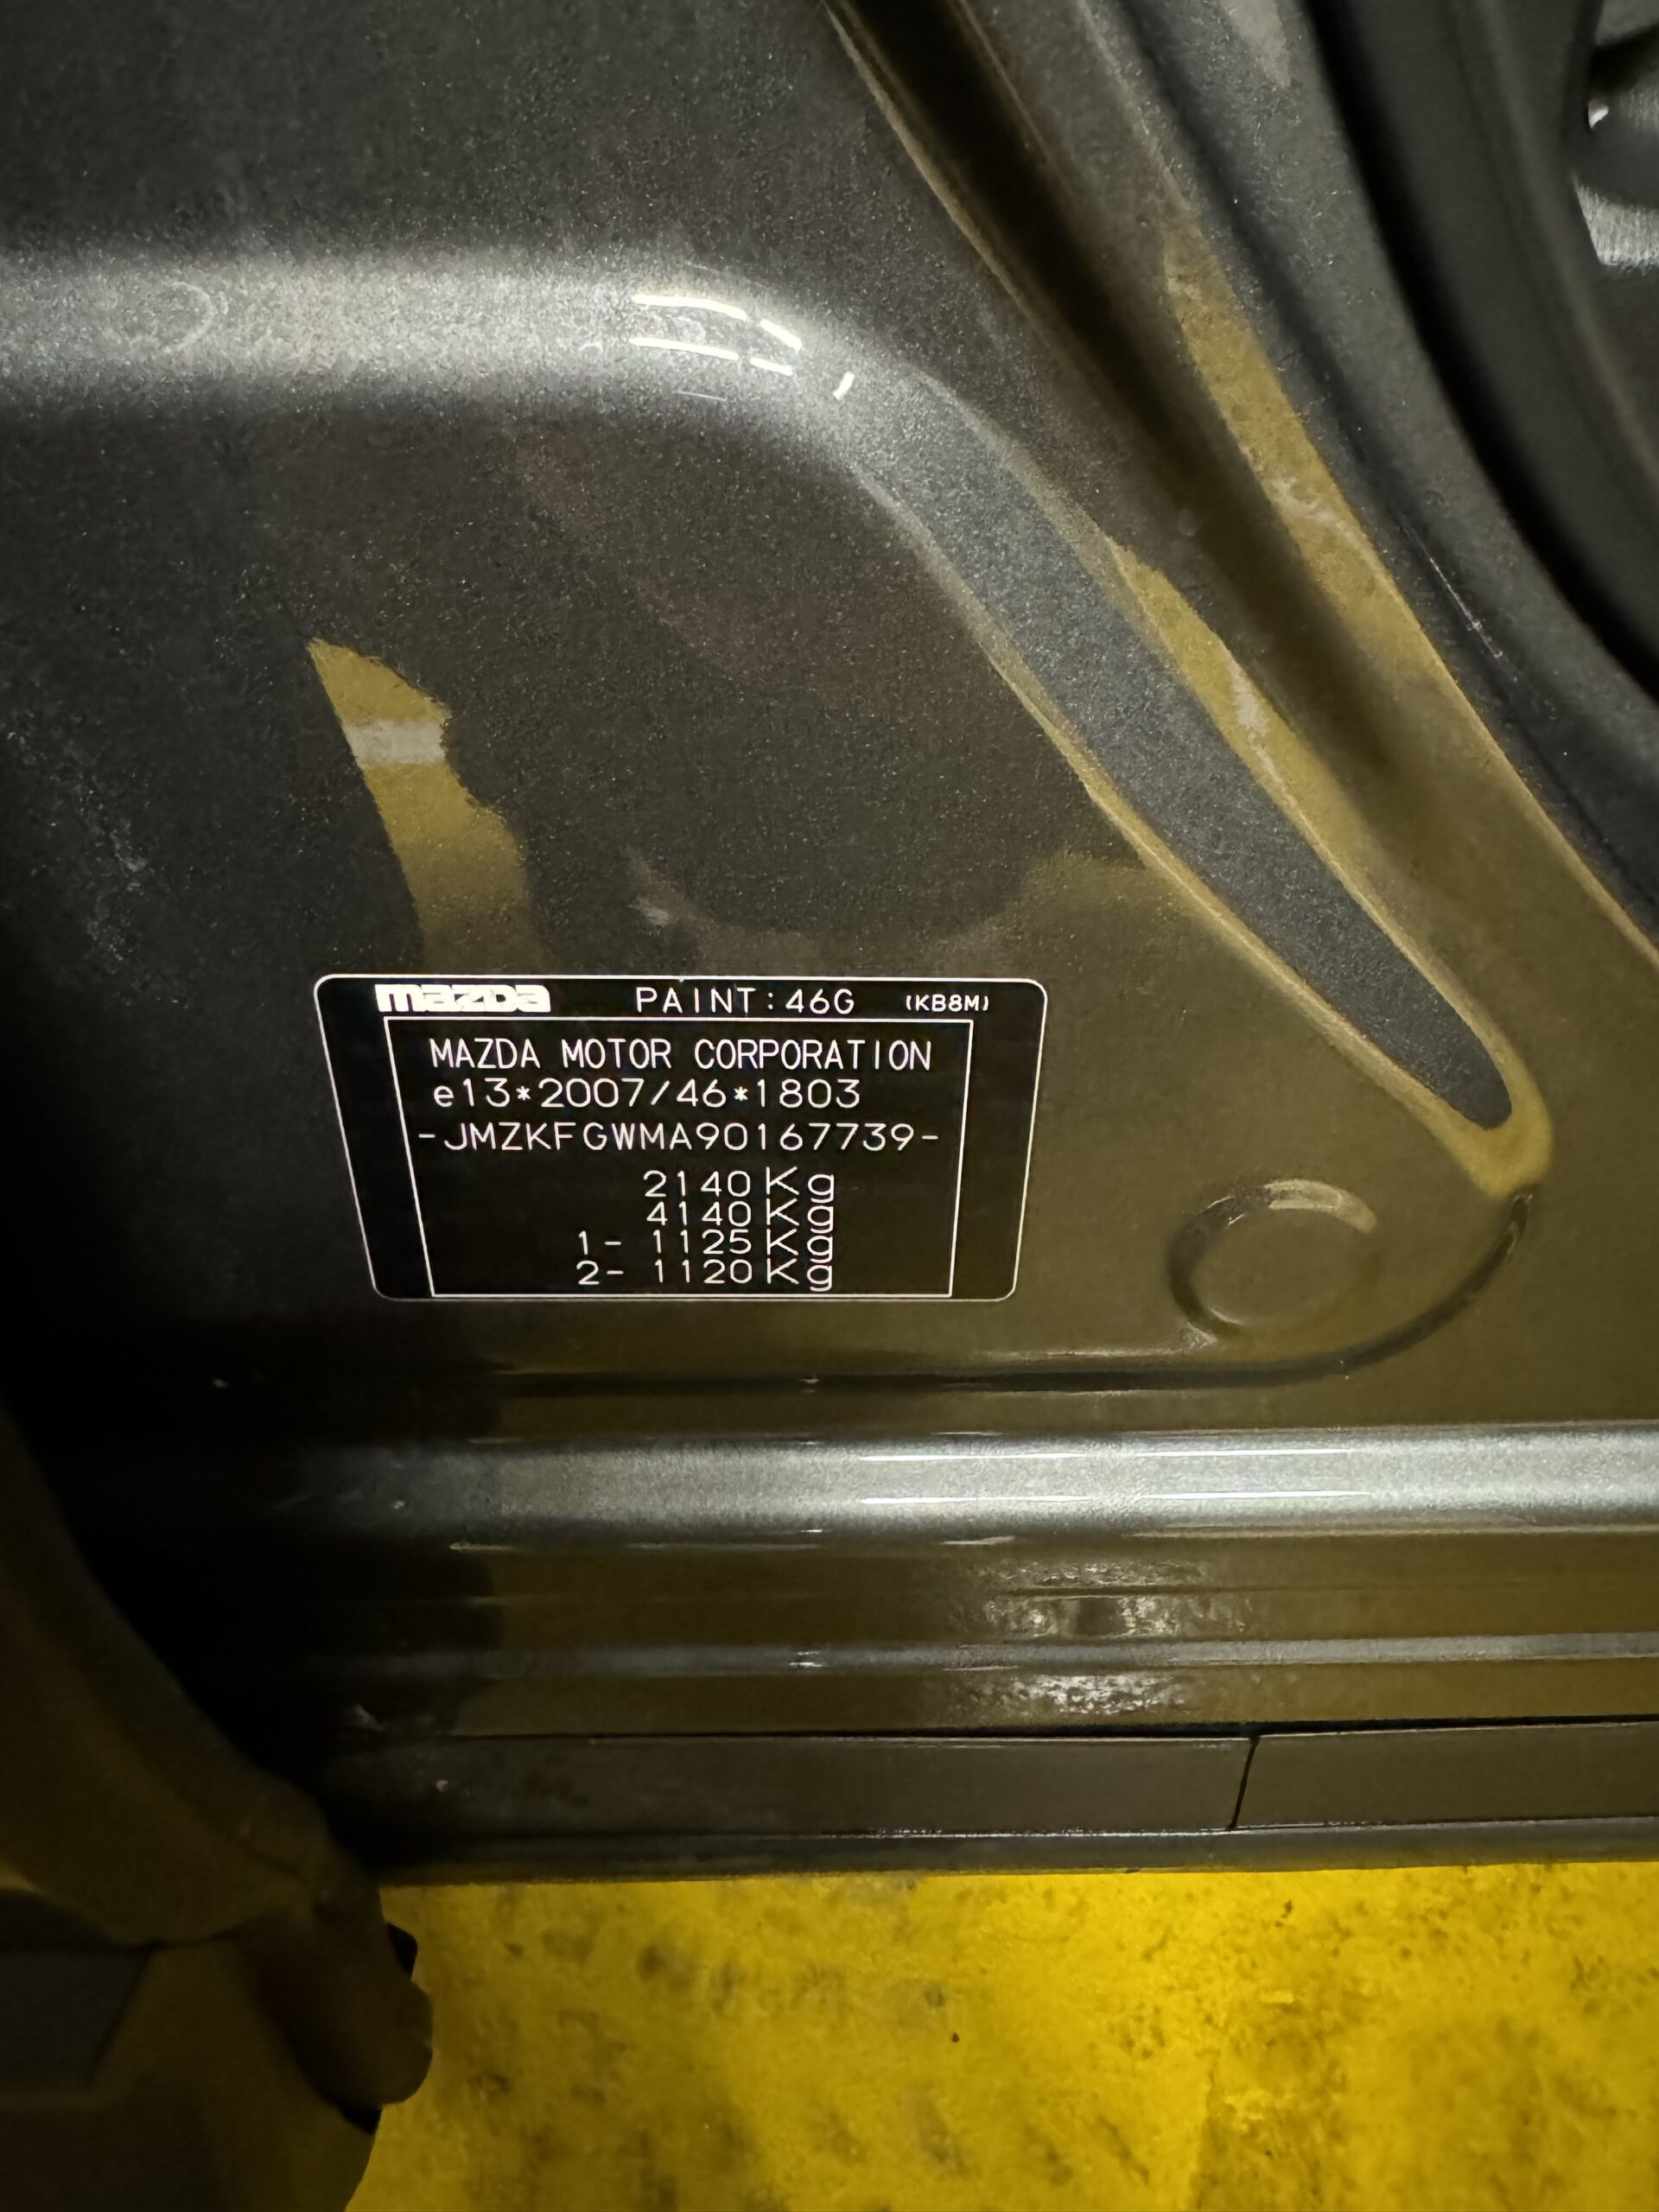 mazda PAINT:46G (KB8M)
MAZDA MOTOR CORPORATION
e13*2007/46*1803
-JMZKFGWMA90167739-
2140Kg
4140Kg
1- 1125Kg
2- 1120Kg